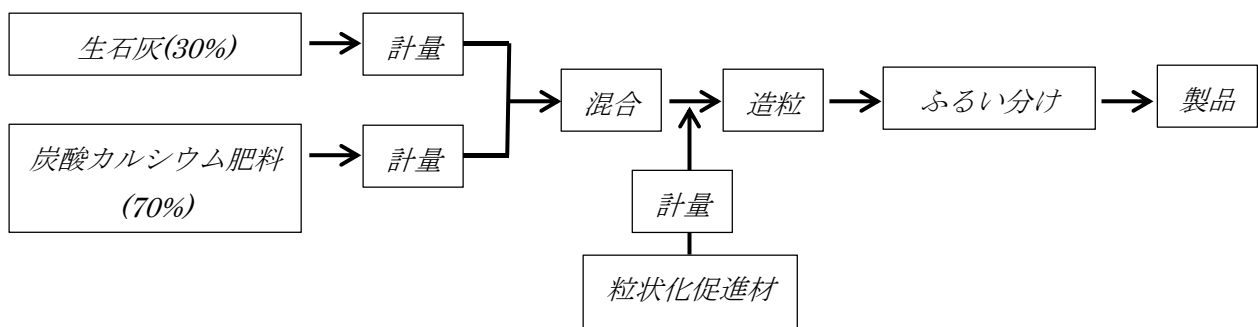 生石灰(30%)
計量
炭酸カルシウム肥料
(70%)
計量
混合
造粒
ふるい分け
製品
計量
粒状化促進材